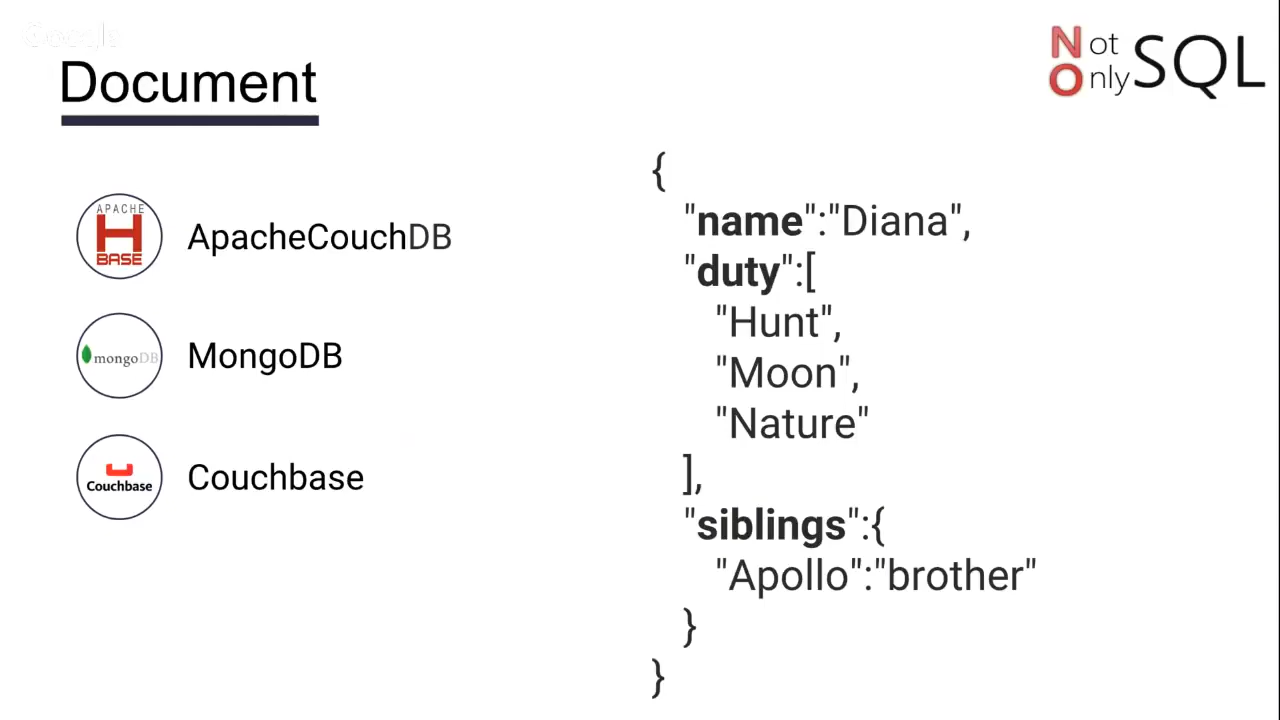 Document
Not
Only SQL
APACHE
H
BASE
ApacheCouchDB
mongoDB
MongoDB
Couchbase
Couchbase
{
"name":"Diana",
"duty":[
"Hunt",
"Moon",
"Nature"
],
"siblings":{
"Apollo":"brother"
}
}